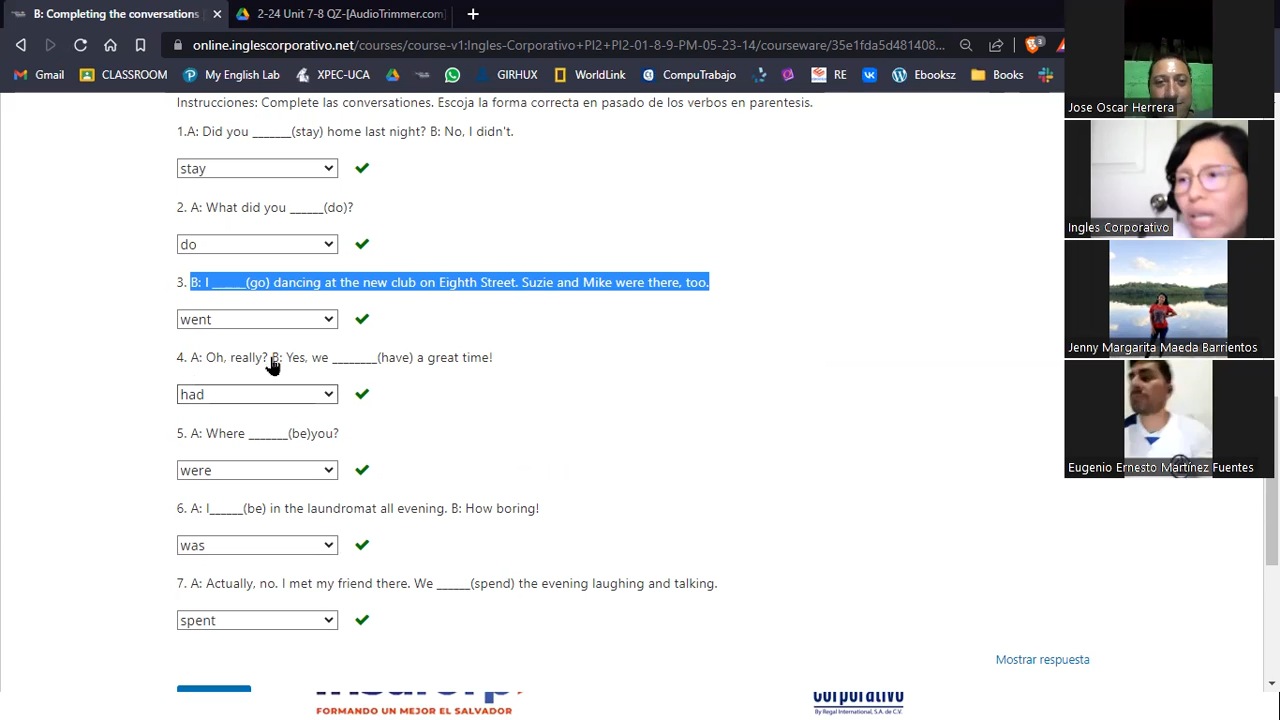 B: Completing the conversations
2-24 Unit 7-8 QZ-[AudioTrimmer.com]
online.inglescorporativo.net/courses/course-v1:Ingles-Corporativo+PI2+PI2-01-8-9-PM-05-23-14/courseware/35e1fda5d481408...
Gmail
CLASSROOM
My English Lab
XPEC-UCA
GIRHUX
WorldLink
CompuTrabajo
RE
Ebooksz
Books
Instrucciones: Complete las conversaciones. Escoja la forma correcta en pasado de los verbos en parentesis.
1.A: Did you _______(stay) home last night? B: No, I didn't.
stay
2. A: What did you ______(do)?
do
3. B: I ______(go) dancing at the new club on Eighth Street. Suzie and Mike were there, too.
went
4. A: Oh, really? B: Yes, we ________(have) a great time!
had
5. A: Where _______(be)you?
were
6. A: I______(be) in the laundromat all evening. B: How boring!
was
7. A: Actually, no. I met my friend there. We ______(spend) the evening laughing and talking.
spent
Mostrar respuesta
FORMANDO UN MEJOR EL SALVADOR
corporativo
By Regal International, S.A. de C.V.
Jose Oscar Herrera
Ingles Corporativo
Jenny Margarita Maeda Barrientos
Eugenio Ernesto Martínez Fuentes